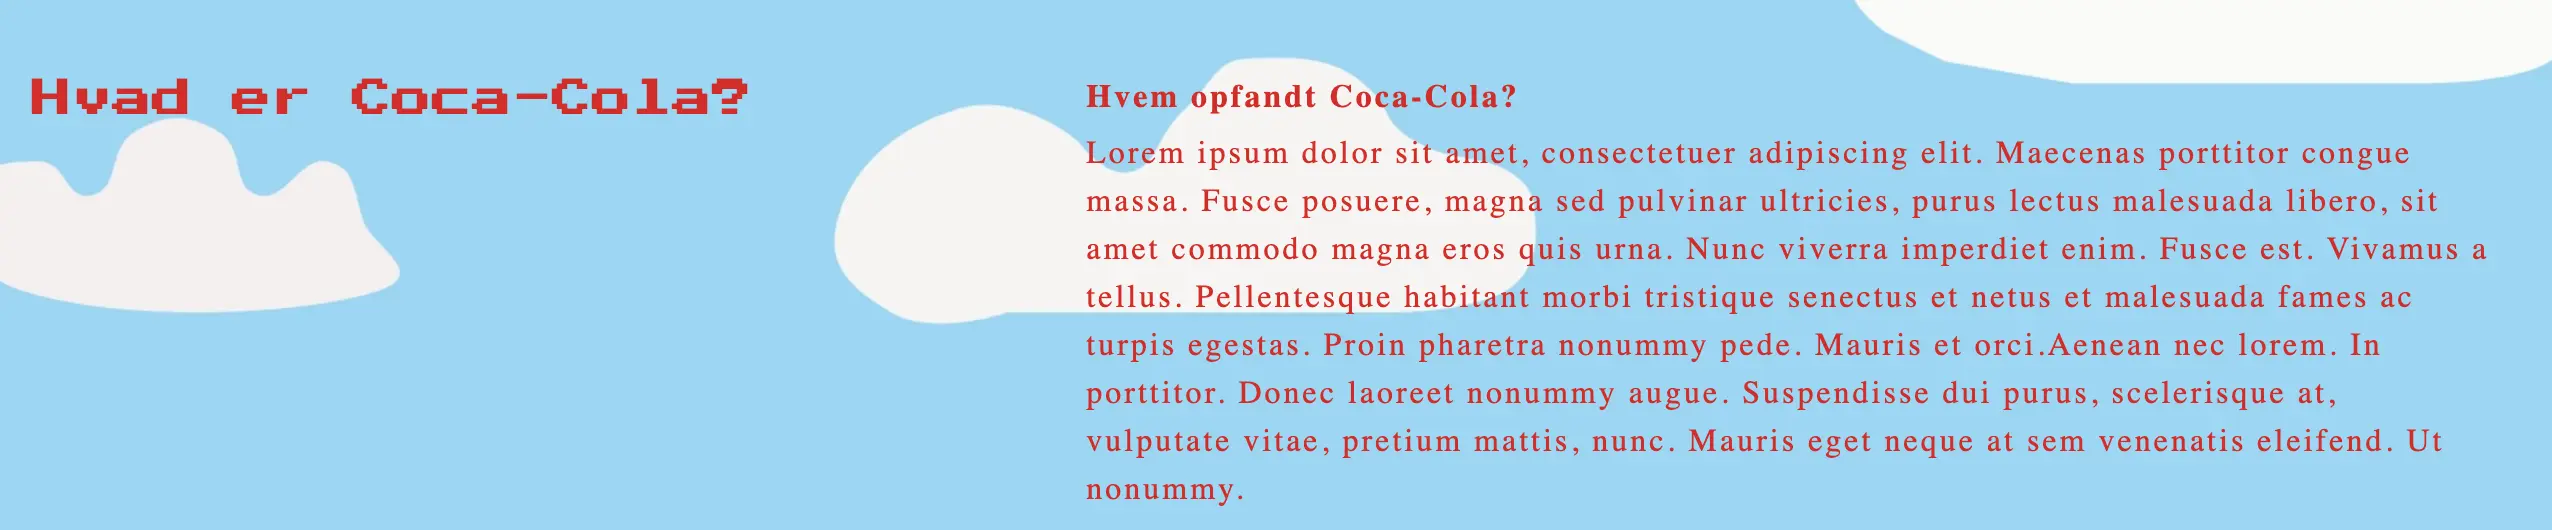 Hvad er Coca-Cola?
Hvem opfandt Coca-Cola?
Lorem ipsum dolor sit amet, consectetuer adipiscing elit. Maecenas porttitor congue
massa. Fusce posuere, magna sed pulvinar ultricies, purus lectus malesuada libero, sit
amet commodo magna eros quis urna. Nunc viverra imperdiet enim. Fusce est. Vivamus a
tellus. Pellentesque habitant morbi tristique senectus et netus et malesuada fames ac
turpis egestas. Proin pharetra nonummy pede. Mauris et orci.Aenean nec lorem. In
porttitor. Donec laoreet nonummy augue. Suspendisse dui purus, scelerisque at,
vulputate vitae, pretium mattis, nunc. Mauris eget neque at sem venenatis eleifend. Ut
nonummy.